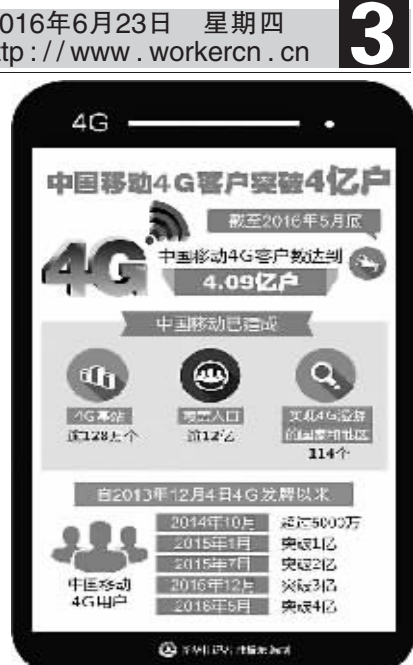 016年6月23日 星期四
ttp://www.workercn.cn
3
4G
中国移动4G客户突破4亿户
截至2016年5月底
4G
中国移动4G客户数达到
4.09亿户
中国移动已建成
4G基站
逾128万个
覆盖人口
逾12亿
实现4G漫游
的国家和地区
114个
自2013年12月4日4G发牌以来
中国移动
4G用户
2014年10月 超过5000万
2015年1月 突破1亿
2015年7月 突破2亿
2015年12月 突破3亿
2016年5月 突破4亿